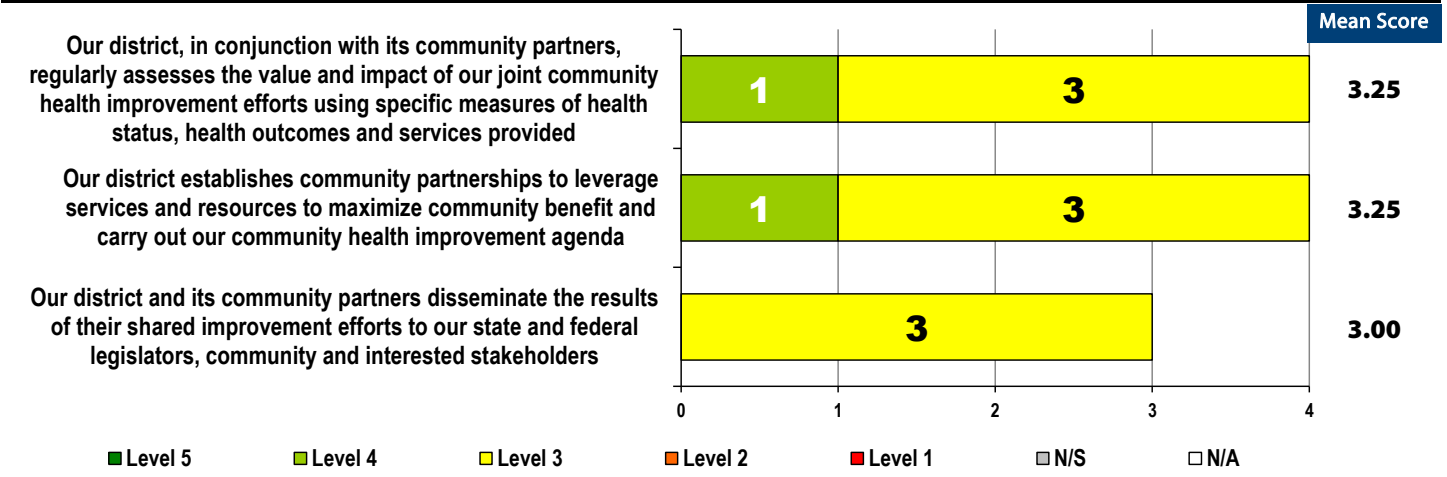 Mean Score
Our district, in conjunction with its community partners,
regularly assesses the value and impact of our joint community
health improvement efforts using specific measures of health
status, health outcomes and services provided
1
3
3.25
Our district establishes community partnerships to leverage
services and resources to maximize community benefit and
carry out our community health improvement agenda
1
3
3.25
Our district and its community partners disseminate the results
of their shared improvement efforts to our state and federal
legislators, community and interested stakeholders
3
3.00
0 1 2 3 4
Level 5 Level 4 Level 3 Level 2 Level 1 N/S N/A